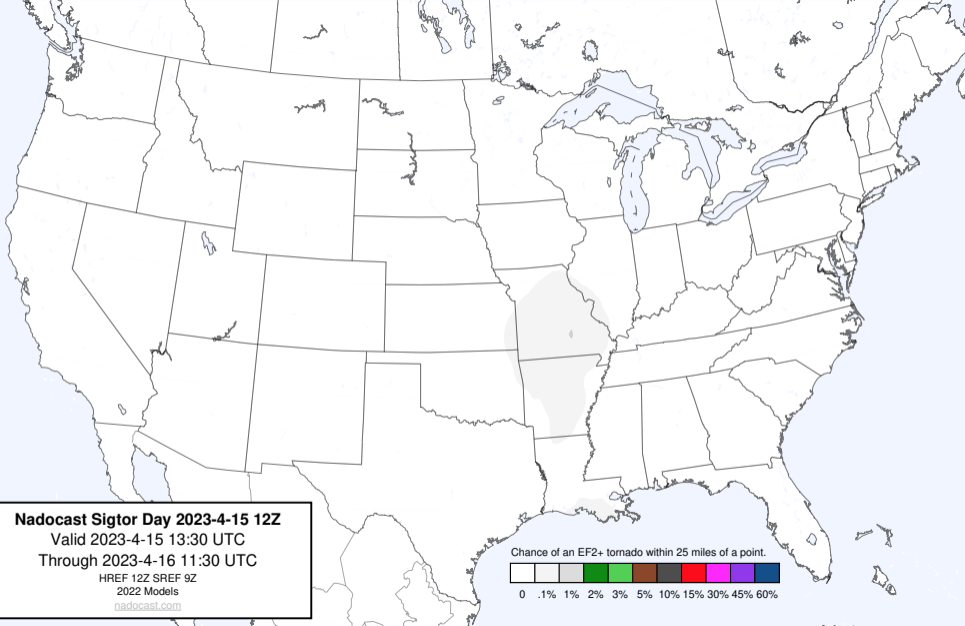 Nadocast Sigtor Day 2023-4-15 12Z
Valid 2023-4-15 13:30 UTC
Through 2023-4-16 11:30 UTC
HREF 12Z SREF 9Z
2022 Models
nadocast.com
Chance of an EF2+ tornado within 25 miles of a point.
0 .1% 1% 2% 3% 5% 10% 15% 30% 45% 60%